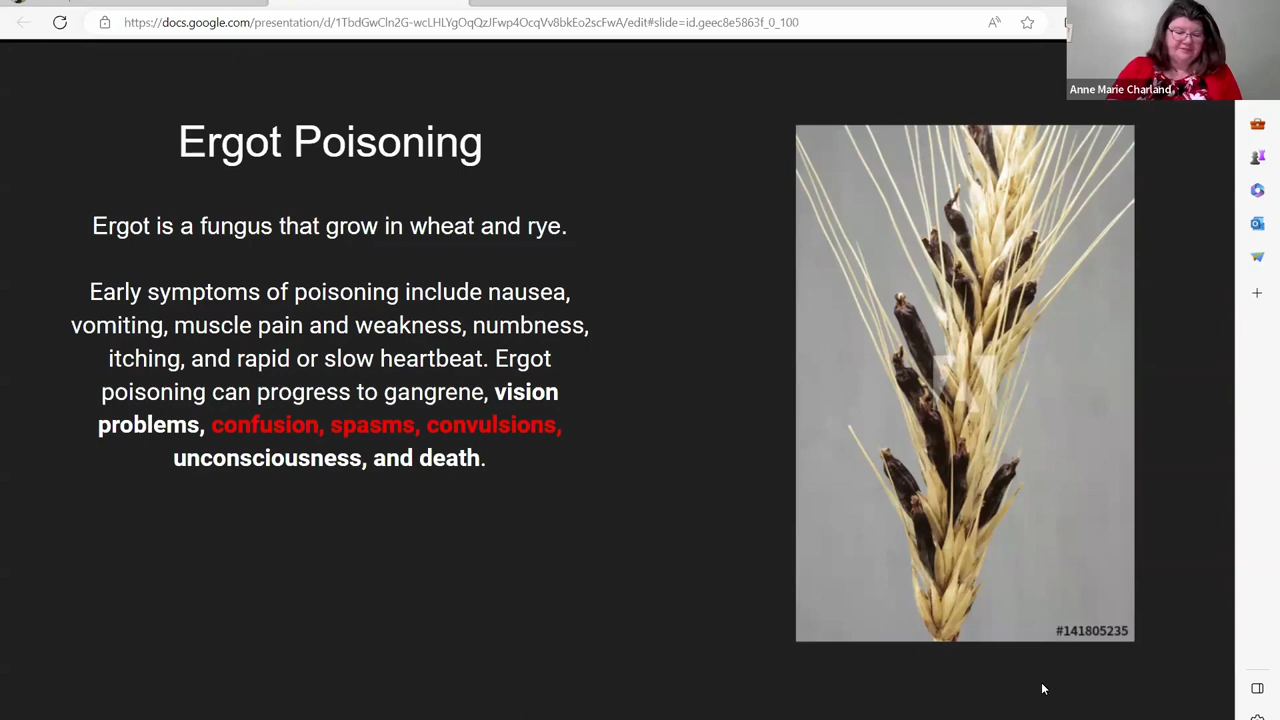 https://docs.google.com/presentation/d/1TbdGwCln2G-wcLHLYgOqQzJFwp4OcqVv8bkEo2scFwA/edit#slide=id.geec8e5863f_0_100
Anne Marie Charland
Ergot Poisoning
Ergot is a fungus that grow in wheat and rye.
Early symptoms of poisoning include nausea,
vomiting, muscle pain and weakness, numbness,
itching, and rapid or slow heartbeat. Ergot
poisoning can progress to gangrene, vision
problems, confusion, spasms, convulsions,
unconsciousness, and death.
#141805235